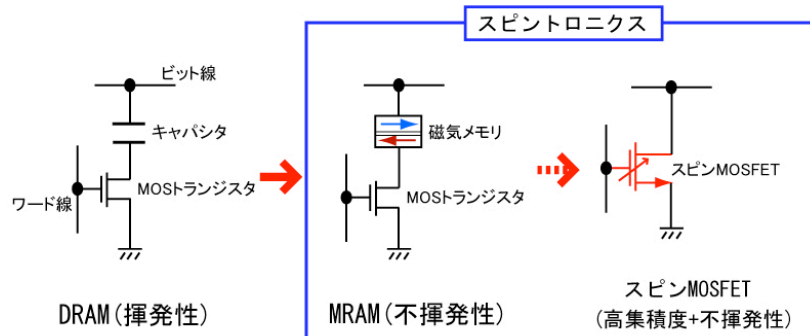 スピントロニクス
ビット線
キャパシタ
MOSトランジスタ
ワード線
DRAM(揮発性)
磁気メモリ
MOSトランジスタ
MRAM(不揮発性)
スピンMOSFET
スピンMOSFET
(高集積度+不揮発性)